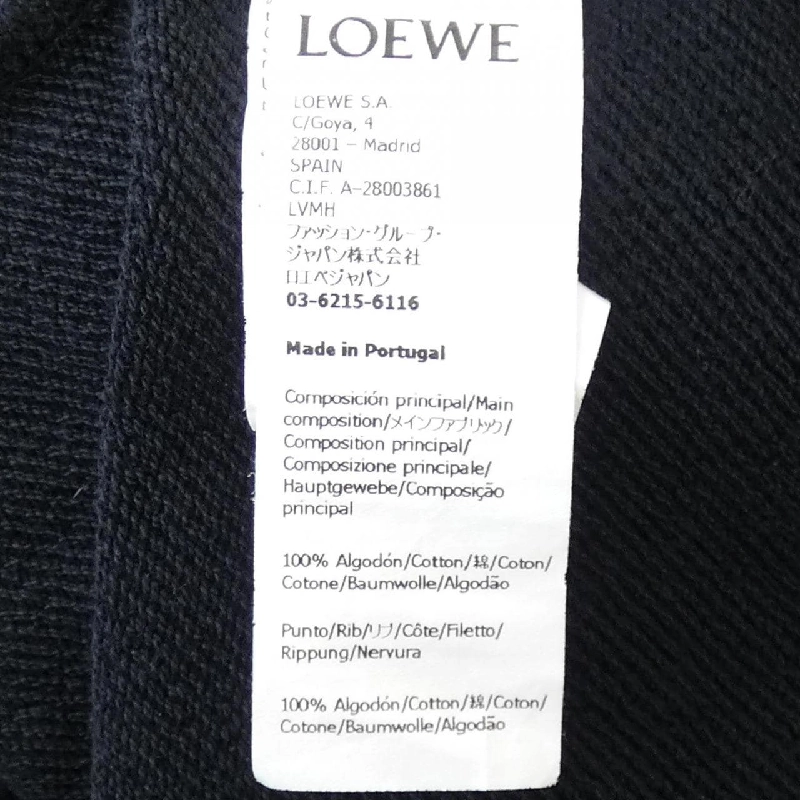 LOEWE
LOEWE S.A.
C/Goya, 4
28001 – Madrid
SPAIN
C.I.F. A-28003861
LVMH
ファッション・グループ・
ジャパン株式会社
ロエベジャパン
03-6215-6116
Made in Portugal
Composición principal/Main
composition/メインファブリック/
Composition principal/
Composizione principale/
Hauptgewebe/Composição
principal
100% Algodón/Cotton/綿/Coton/
Cotone/Baumwolle/Algodão
Punto/Rib/リブ/Côte/Filetto/
Rippung/Nervura
100% Algodón/Cotton/綿/Coton/
Cotone/Baumwolle/Algodão